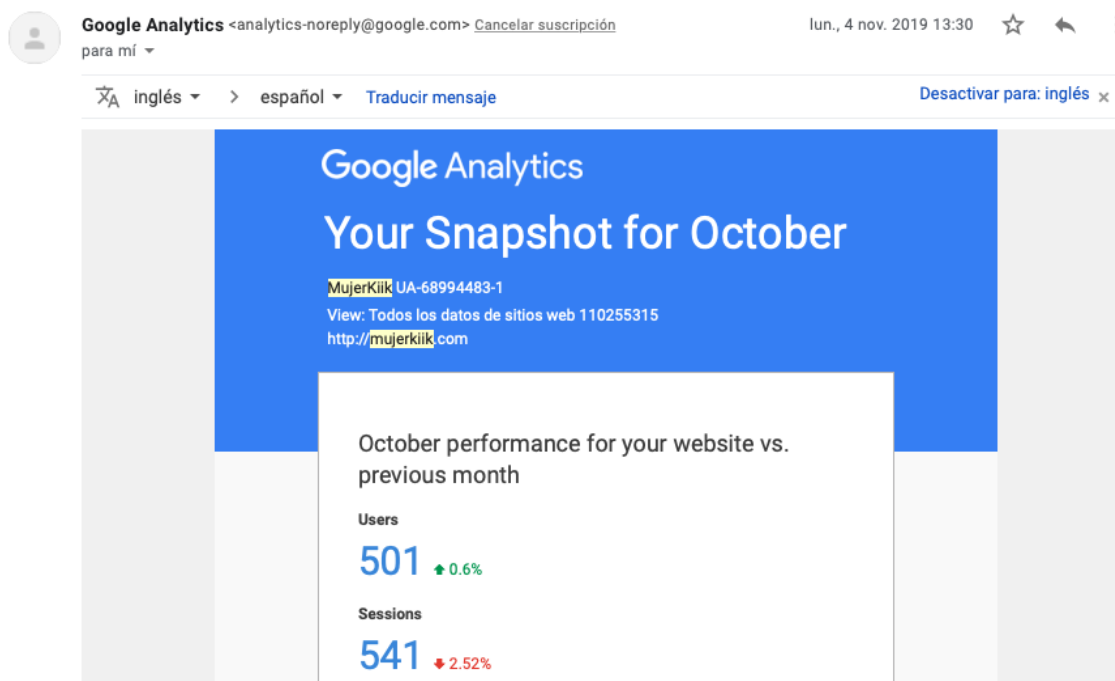 Google Analytics <analytics-noreply@google.com> Cancelar suscripción
lun., 4 nov. 2019 13:30
para mí
inglés > español Traducir mensaje
Desactivar para: inglés ×
Google Analytics
Your Snapshot for October
MujerKiik UA-68994483-1
View: Todos los datos de sitios web 110255315
http://mujerkiik.com
October performance for your website vs.
previous month
Users
501 0.6%
Sessions
541 2.52%